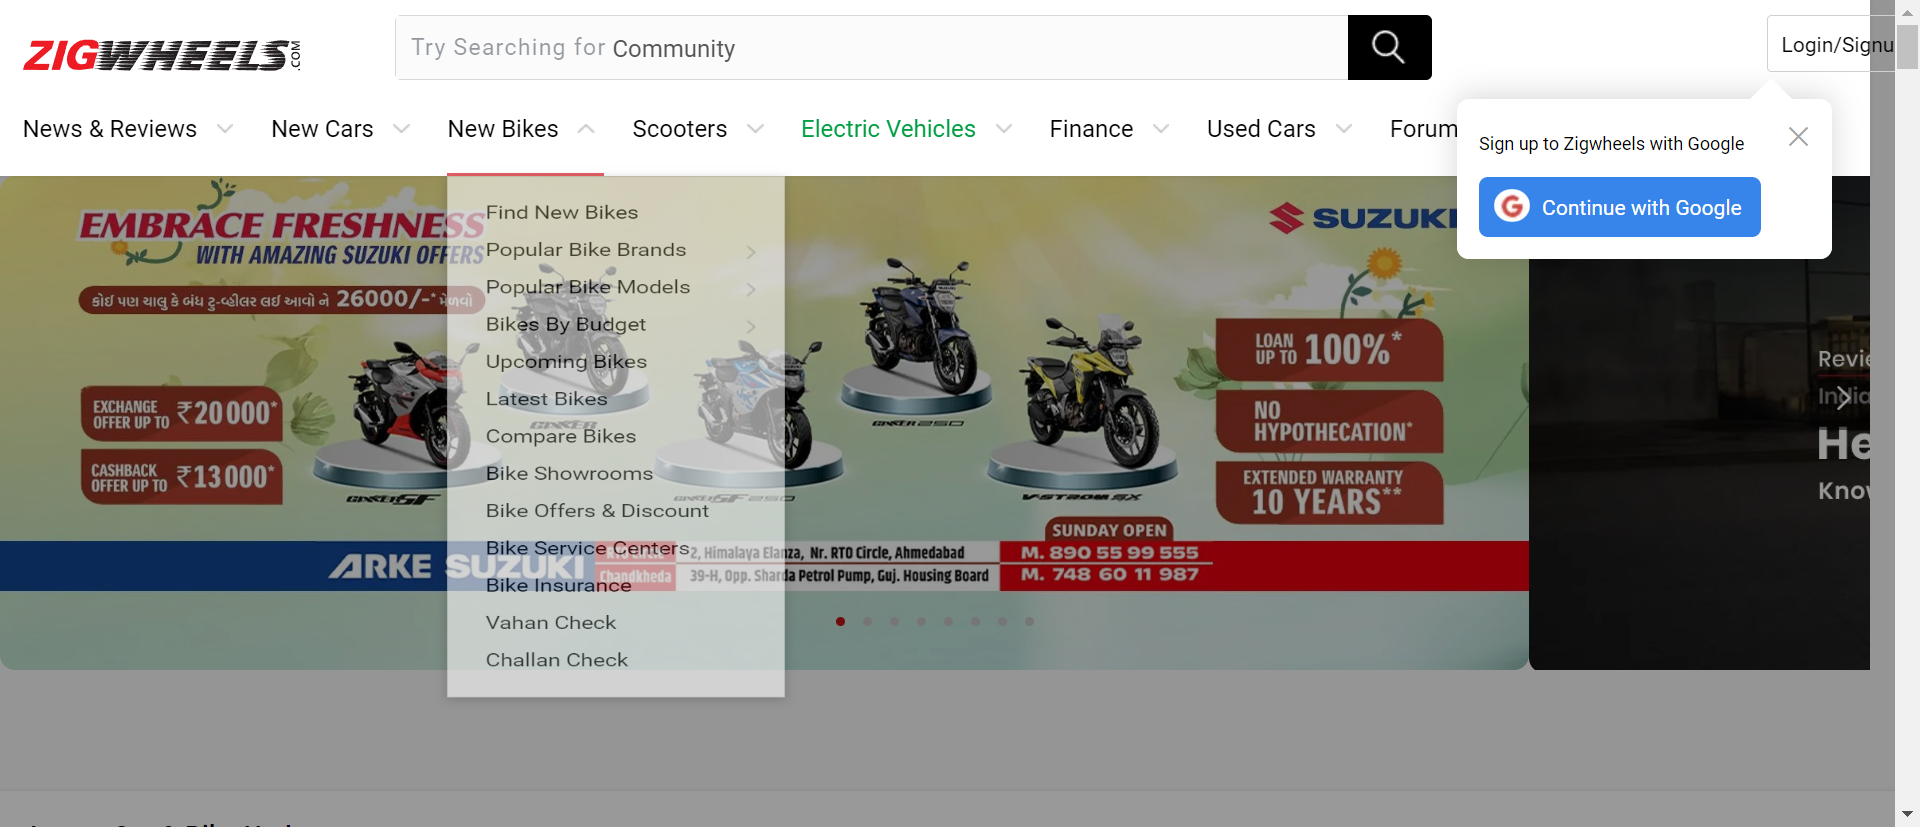 ZIGWHEELS.COM
Try Searching for Community
Login/Signu
News & Reviews
New Cars
New Bikes
Scooters
Electric Vehicles
Finance
Used Cars
Forum
Sign up to Zigwheels with Google
Continue with Google
Find New Bikes
Popular Bike Brands
Popular Bike Models
Bikes By Budget
Upcoming Bikes
Latest Bikes
Compare Bikes
Bike Showrooms
Bike Offers & Discount
Bike Service Centers
Bike Insurance
Vahan Check
Challan Check
EMBRACE FRESHNESS
WITH AMAZING SUZUKI OFFERS
કોઈ પણ ચાલુ કે બંધ ટુ-વ્હીલર લઈ આવો ને 26000/-* મેળવો
EXCHANGE
OFFER UP TO ₹20000*
CASHBACK
OFFER UP TO ₹13000*
SUZUKI
LOAN
UP TO 100%*
NO
HYPOTHECATION*
EXTENDED WARRANTY
10 YEARS**
GIXXER SF
GIXXER
GIXXER SF 250
GIXXER 250
V-STROM SX
SUNDAY OPEN
ARKE SUZUKI
RTO Circle
2, Himalaya Elanza, Nr. RTO Circle, Ahmedabad
M. 890 55 99 555
Chandkheda
39-H, Opp. Sharda Petrol Pump, Guj. Housing Board
M. 748 60 11 987
Revie
India
He
Know